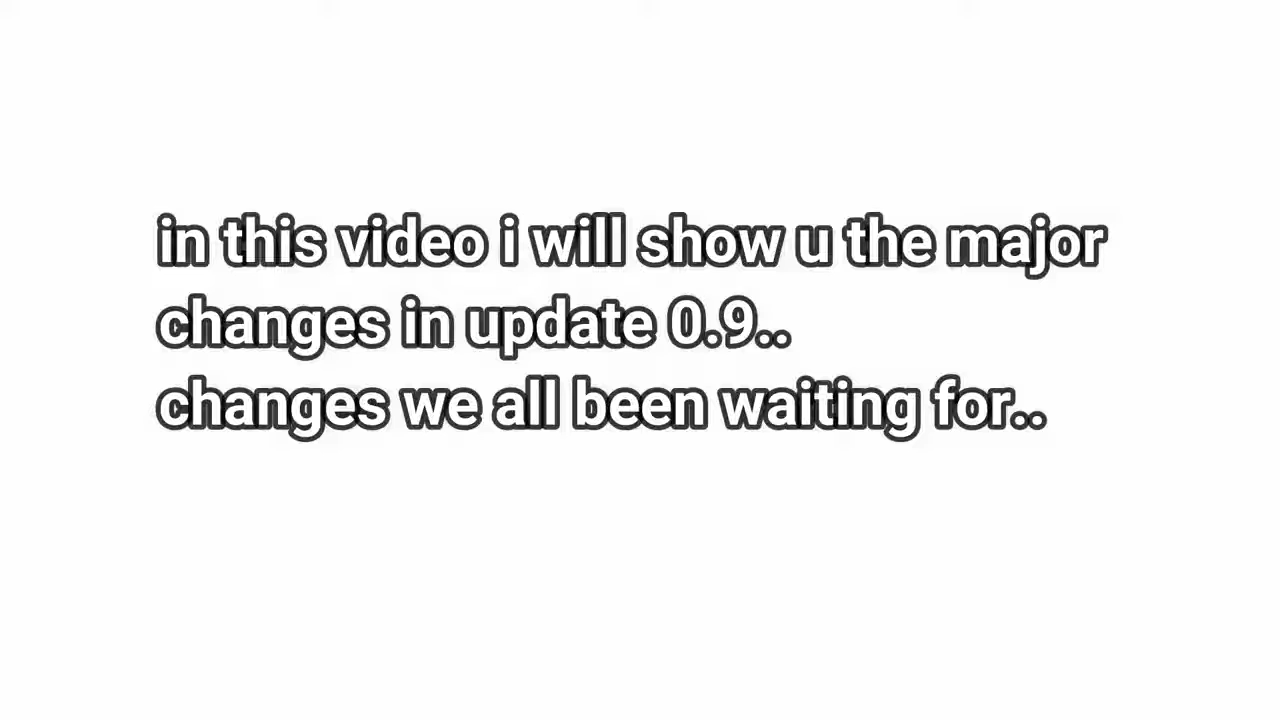 in this video i will show u the major
changes in update 0.9..
changes we all been waiting for..